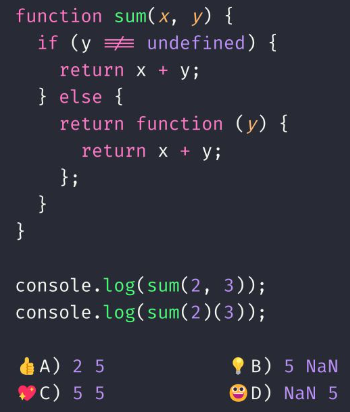 function sum(x, y) {
  if (y !== undefined) {
    return x + y;
  } else {
    return function (y) {
      return x + y;
    };
  }
}

console.log(sum(2, 3));
console.log(sum(2)(3));

👍A) 2 5 💡B) 5 NaN
💖C) 5 5 😀D) NaN 5